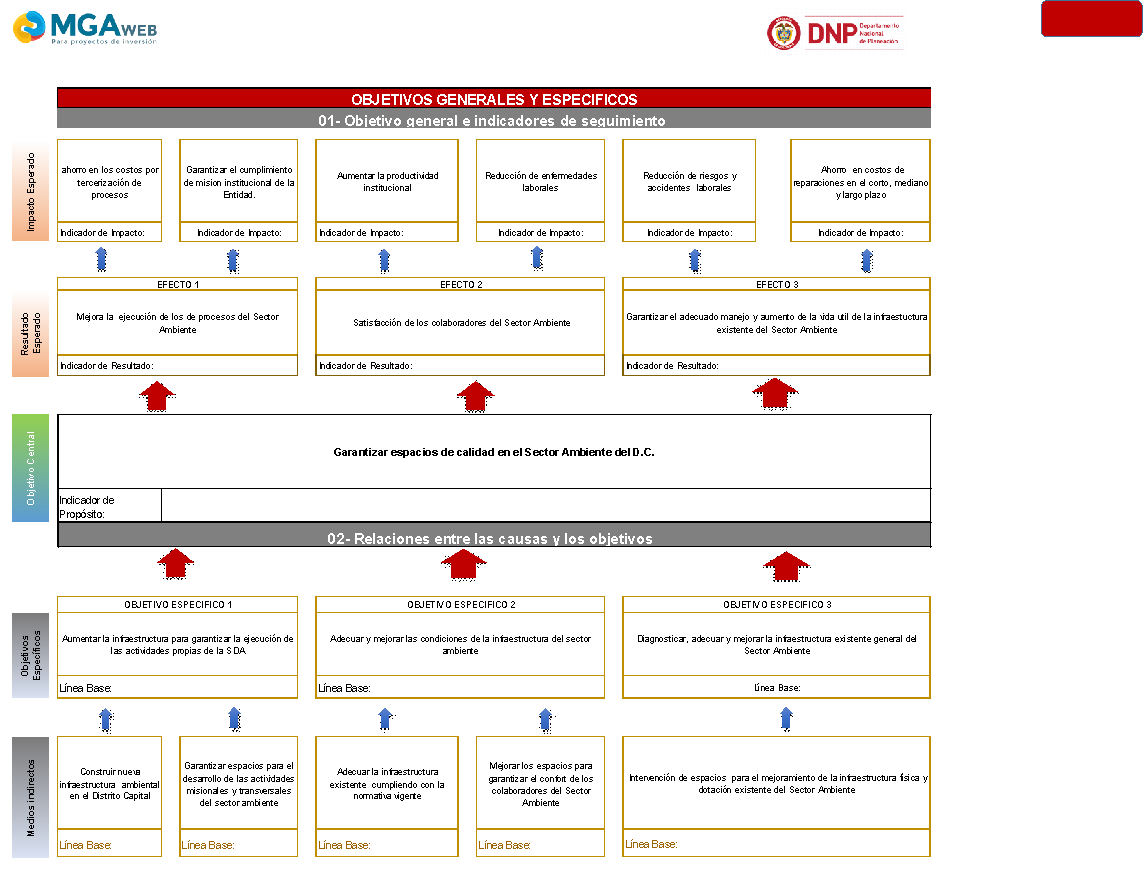 MGAWEB
Para proyectos de inversión
DNP
Departamento
Nacional
de Planeación
OBJETIVOS GENERALES Y ESPECIFICOS
01- Objetivo general e indicadores de seguimiento
Impacto Esperado
ahorro en los costos por
tercerización de
procesos
Indicador de Impacto:
Garantizar el cumplimiento
de mision institucional de la
Entidad.
Indicador de Impacto:
Aumentar la productividad
institucional
Indicador de Impacto:
Reducción de enfermedades
laborales
Indicador de Impacto:
Reducción de riesgos y
accidentes laborales
Indicador de Impacto:
Ahorro en costos de
reparaciones en el corto, mediano
y largo plazo
Indicador de Impacto:
Resultado
Esperado
EFECTO 1
Mejora la ejecución de los de procesos del Sector
Ambiente
Indicador de Resultado:
EFECTO 2
Satisfacción de los colaboradores del Sector Ambiente
Indicador de Resultado:
EFECTO 3
Garantizar el adecuado manejo y aumento de la vida util de la infraestuctura
existente del Sector Ambiente
Indicador de Resultado:
Objetivo Central
Garantizar espacios de calidad en el Sector Ambiente del D.C.
Indicador de
Propósito:
02- Relaciones entre las causas y los objetivos
Objetivos
Específicos
OBJETIVO ESPECIFICO 1
Aumentar la infraestructura para garantizar la ejecución de
las actividades propias de la SDA
Línea Base:
OBJETIVO ESPECIFICO 2
Adecuar y mejorar las condiciones de la infraestructura del sector
ambiente
Línea Base:
OBJETIVO ESPECIFICO 3
Diagnosticar, adecuar y mejorar la infraestructura existente general del
Sector Ambiente
Línea Base:
Medios indirectos
Construir nueva
infraestructura ambiental
en el Distrito Capital
Línea Base:
Garantizar espacios para el
desarrollo de las actividades
misionales y transversales
del sector ambiente
Línea Base:
Adecuar la infraestructura
existente cumpliendo con la
normativa vigente
Línea Base:
Mejorar los espacios para
garantizar el confort de los
colaboradores del Sector
Ambiente
Línea Base:
Intervención de espacios para el mejoramiento de la infraestructura física y
dotación existente del Sector Ambiente
Línea Base: